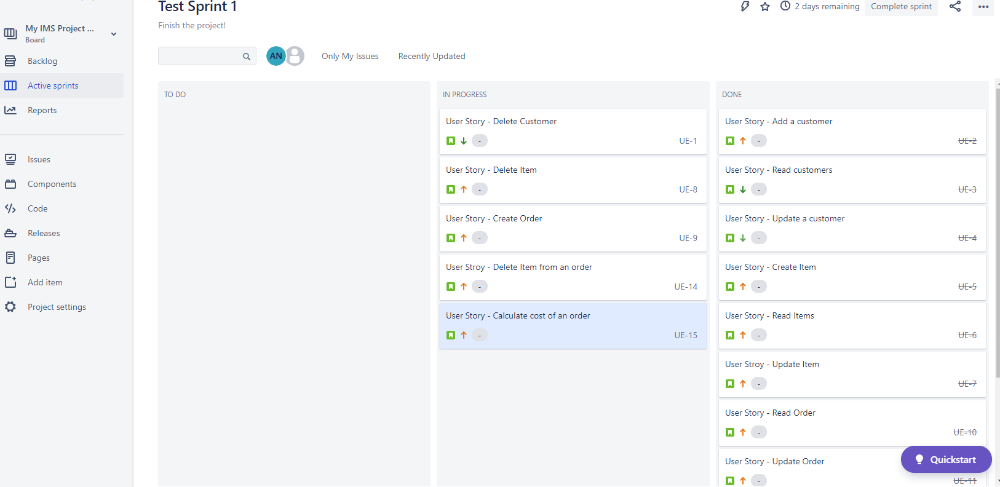 Test Sprint 1
2 days remaining
Complete sprint
Finish the project!
My IMS Project ...
Board
Backlog
Active sprints
Reports
Issues
Components
Code
Releases
Pages
Add item
Project settings
AN
Only My Issues
Recently Updated
TO DO
IN PROGRESS
User Story - Delete Customer
- UE-1
User Story - Delete Item
- UE-8
User Story - Create Order
- UE-9
User Stroy - Delete Item from an order
- UE-14
User Story - Calculate cost of an order
- UE-15
DONE
User Story - Add a customer
- UE-2
User Story - Read customers
- UE-3
User Story - Update a customer
- UE-4
User Story - Create Item
- UE-5
User Story - Read Items
- UE-6
User Stroy - Update Item
- UE-7
User Story - Read Order
- UE-10
User Story - Update Order
- UE-11
Quickstart